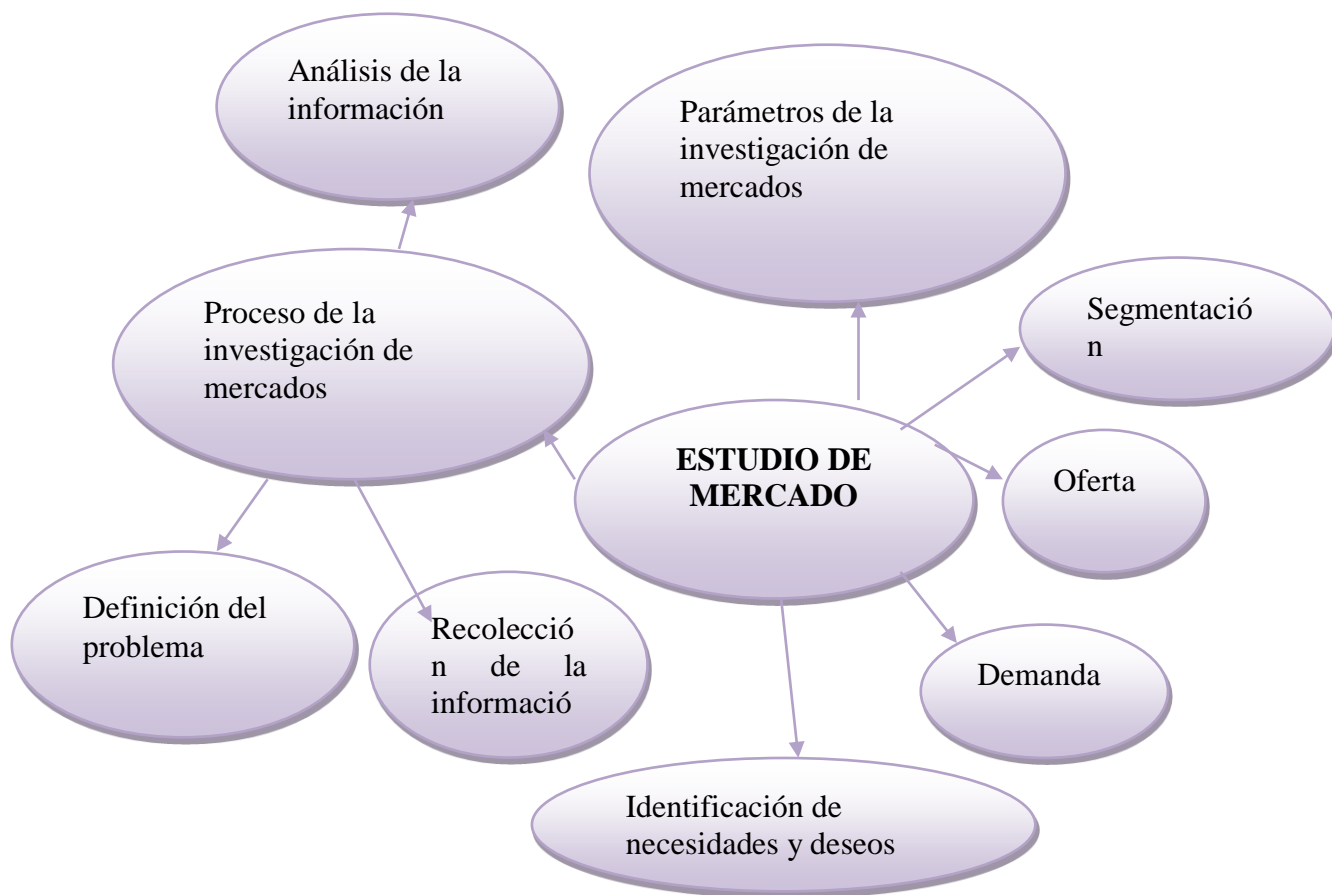 Análisis de la
información
Parámetros de la
investigación de
mercados
Proceso de la
investigación de
mercados
Segmentació
n
ESTUDIO DE
MERCADO
Oferta
Definición del
problema
Recolecció
n de la
informació
Demanda
Identificación de
necesidades y deseos